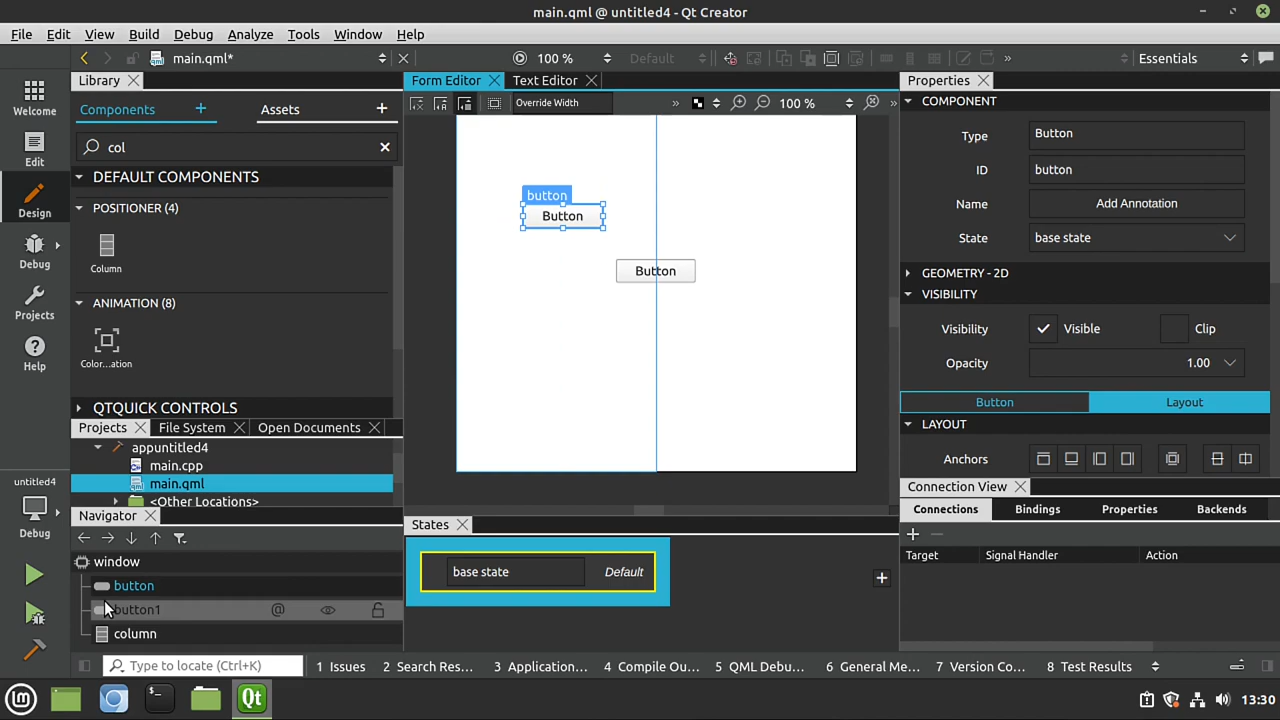 main.qml @ untitled4 - Qt Creator
File Edit View Build Debug Analyze Tools Window Help
main.qml* 100 % Default Essentials
Welcome
Edit
Design
Debug
Projects
Help
untitled4
Debug
Library
Components + Assets +
col
DEFAULT COMPONENTS
POSITIONER (4)
Column
ANIMATION (8)
Color...ation
QTQUICK CONTROLS
Projects File System Open Documents
appuntitled4
main.cpp
main.qml
<Other Locations>
Navigator
window
button
button1 @
column
Form Editor Text Editor
Override Width » 100 % »
button
Button
Button
States
base state Default
+
Properties
COMPONENT
Type Button
ID button
Name Add Annotation
State base state
GEOMETRY - 2D
VISIBILITY
Visibility Visible Clip
Opacity 1.00
Button Layout
LAYOUT
Anchors
Connection View
Connections Bindings Properties Backends
Target Signal Handler Action
Type to locate (Ctrl+K) 1 Issues 2 Search Res... 3 Application... 4 Compile Ou... 5 QML Debu... 6 General Me... 7 Version Co... 8 Test Results
Qt 13:30